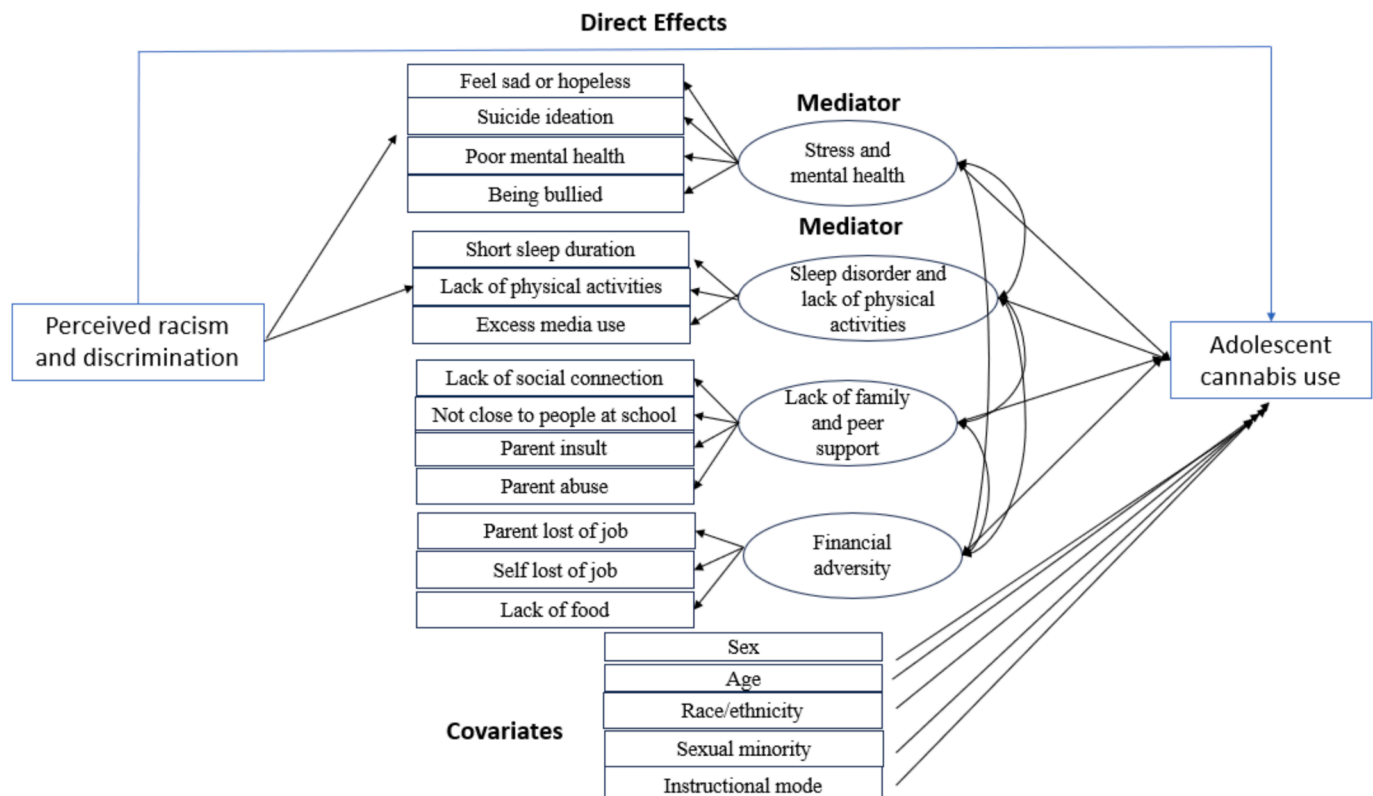 Direct Effects
Feel sad or hopeless
Suicide ideation
Poor mental health
Being bullied
Mediator
Stress and
mental health
Mediator
Short sleep duration
Lack of physical activities
Excess media use
Sleep disorder and
lack of physical
activities
Perceived racism
and discrimination
Adolescent
cannabis use
Lack of social connection
Not close to people at school
Parent insult
Parent abuse
Lack of family
and peer
support
Parent lost of job
Self lost of job
Lack of food
Financial
adversity
Covariates
Sex
Age
Race/ethnicity
Sexual minority
Instructional mode